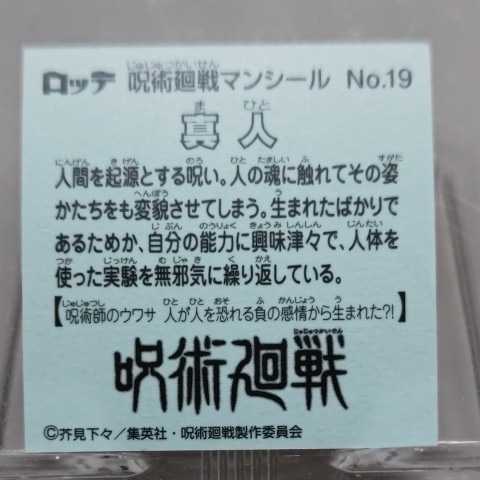 ロッテ 呪術廻戦マンシール No.19
真人
人間を起源とする呪い。人の魂に触れてその姿
かたちをも変貌させてしまう。生まれたばかりで
あるためか、自分の能力に興味津々で、人体を
使った実験を無邪気に繰り返している。
【呪術師のウワサ 人が人を恐れる負の感情から生まれた?!】
呪術廻戦
©芥見下々／集英社・呪術廻戦製作委員会